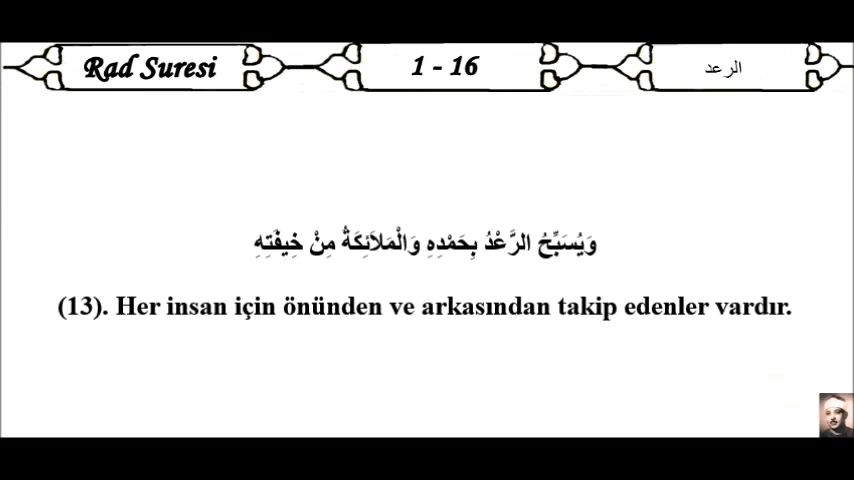 Rad Suresi
1 - 16
الرعد
وَيُسَبِّحُ الرَّعْدُ بِحَمْدِهِ وَالْمَلاَئِكَةُ مِنْ خِيفَتِهِ
(13). Her insan için önünden ve arkasından takip edenler vardır.